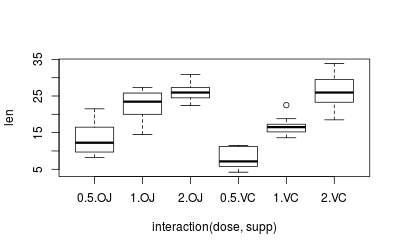 len
35
25
15
5
0.5.OJ 1.OJ 2.OJ 0.5.VC 1.VC 2.VC
interaction(dose, supp)